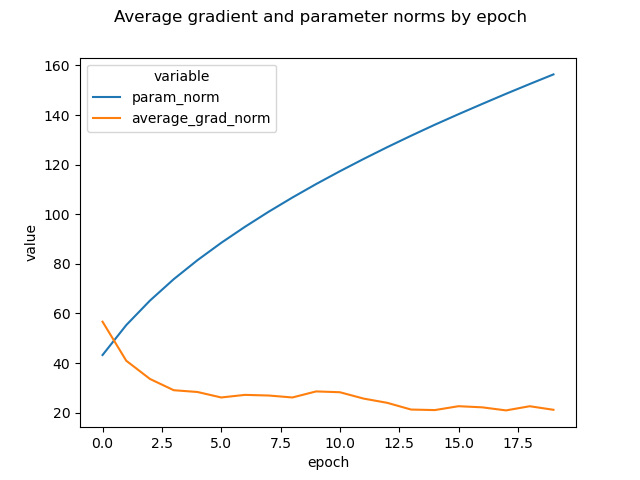 Average gradient and parameter norms by epoch
160
140
120
100
80
60
40
20
value
variable
param_norm
average_grad_norm
0.0 2.5 5.0 7.5 10.0 12.5 15.0 17.5
epoch